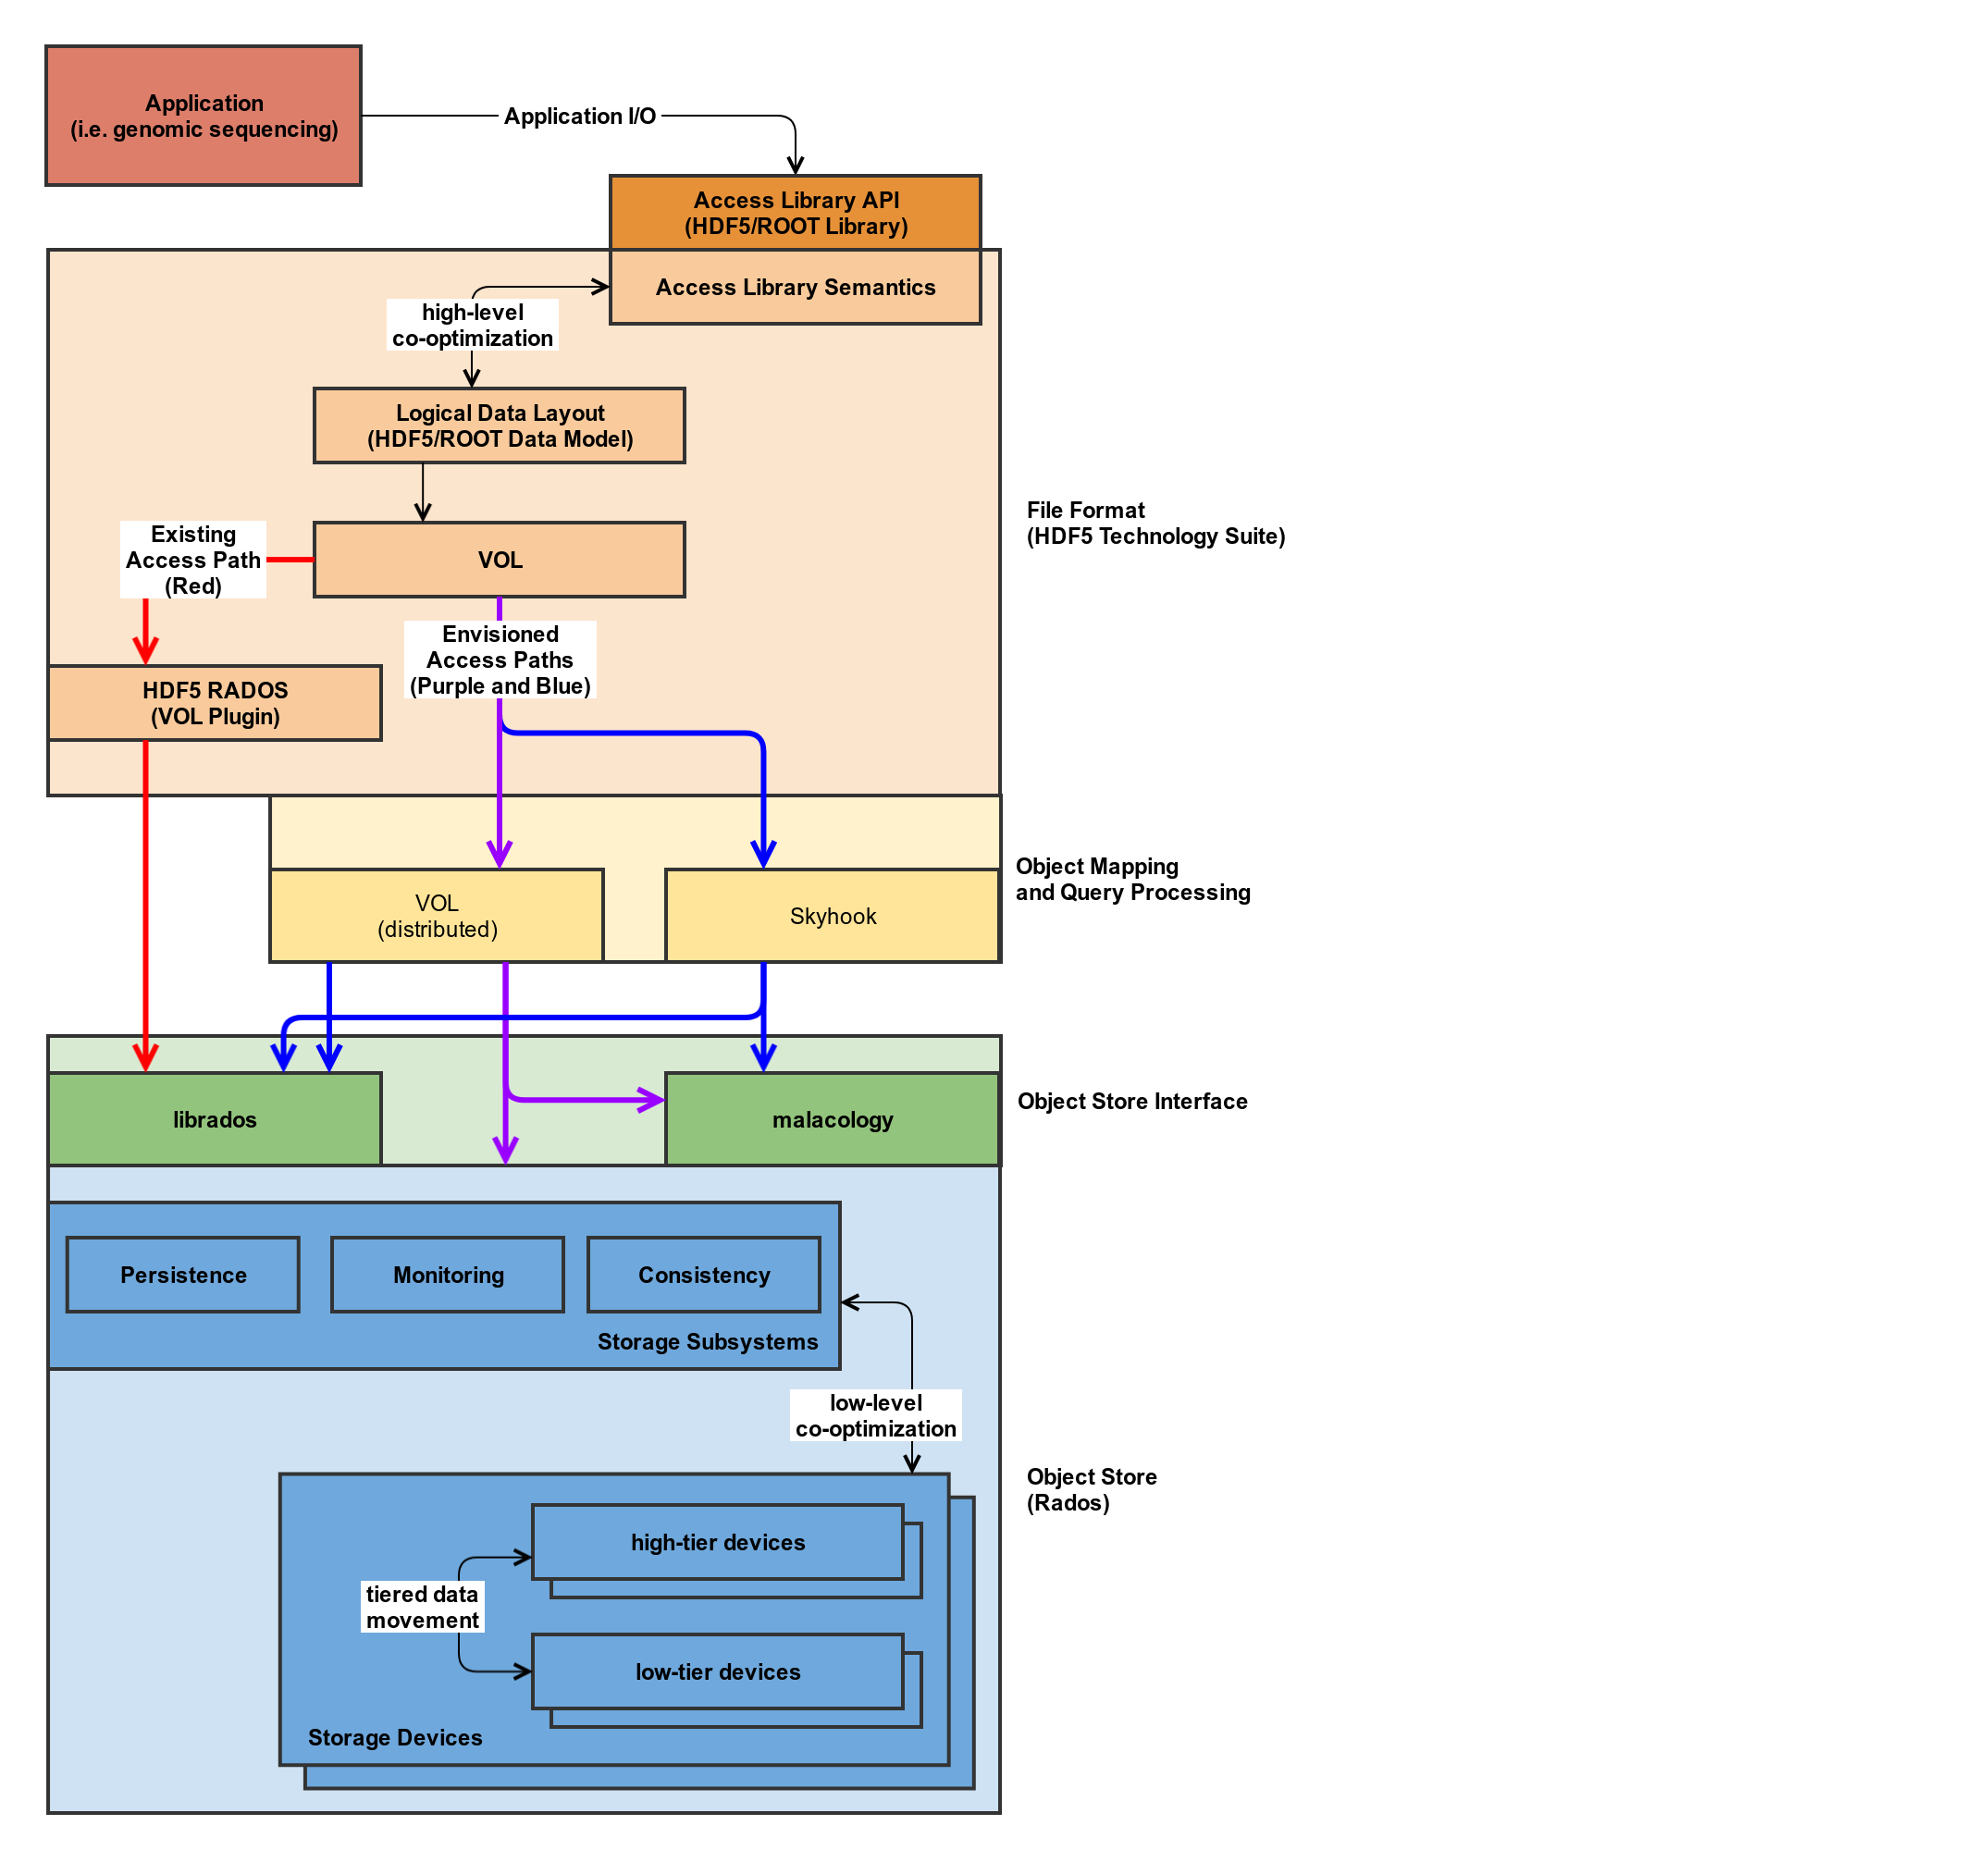 Application
(i.e. genomic sequencing)
Application I/O
Access Library API
(HDF5/ROOT Library)
Access Library Semantics
high-level
co-optimization
Logical Data Layout
(HDF5/ROOT Data Model)
File Format
(HDF5 Technology Suite)
Existing
Access Path
(Red)
VOL
Envisioned
Access Paths
(Purple and Blue)
HDF5 RADOS
(VOL Plugin)
Object Mapping
and Query Processing
VOL
(distributed)
Skyhook
Object Store Interface
librados
malacology
Persistence
Monitoring
Consistency
Storage Subsystems
low-level
co-optimization
Object Store
(Rados)
high-tier devices
tiered data
movement
low-tier devices
Storage Devices